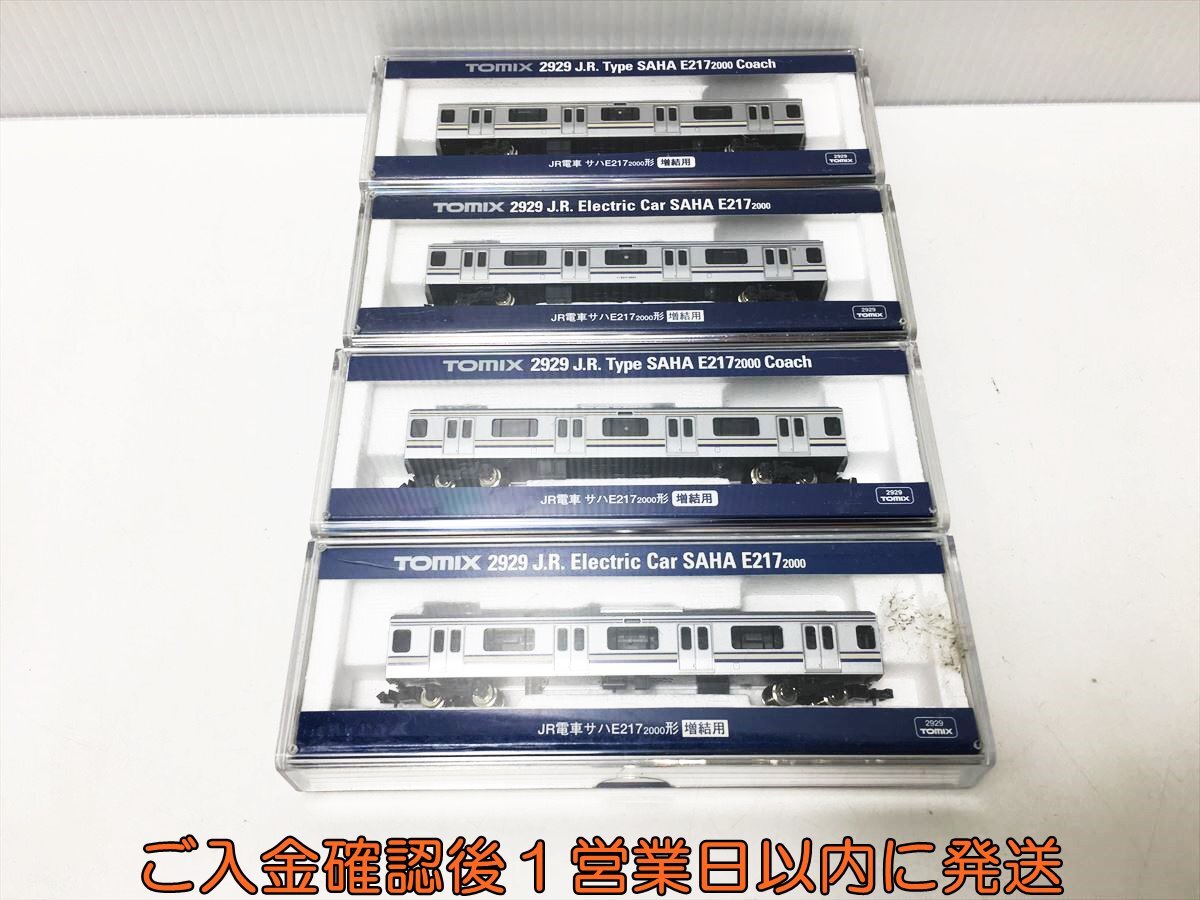 TOMIX 2929 J.R. Type SAHA E217 2000 Coach
JR電車 サハE217 2000形 増結用
2929
TOMIX
TOMIX 2929 J.R. Electric Car SAHA E217 2000
JR電車サハE217 2000形 増結用
2929
TOMIX
TOMIX 2929 J.R. Type SAHA E217 2000 Coach
JR電車 サハE217 2000形 増結用
2929
TOMIX
TOMIX 2929 J.R. Electric Car SAHA E217 2000
JR電車サハE217 2000形 増結用
2929
TOMIX
ご入金確認後1営業日以内に発送